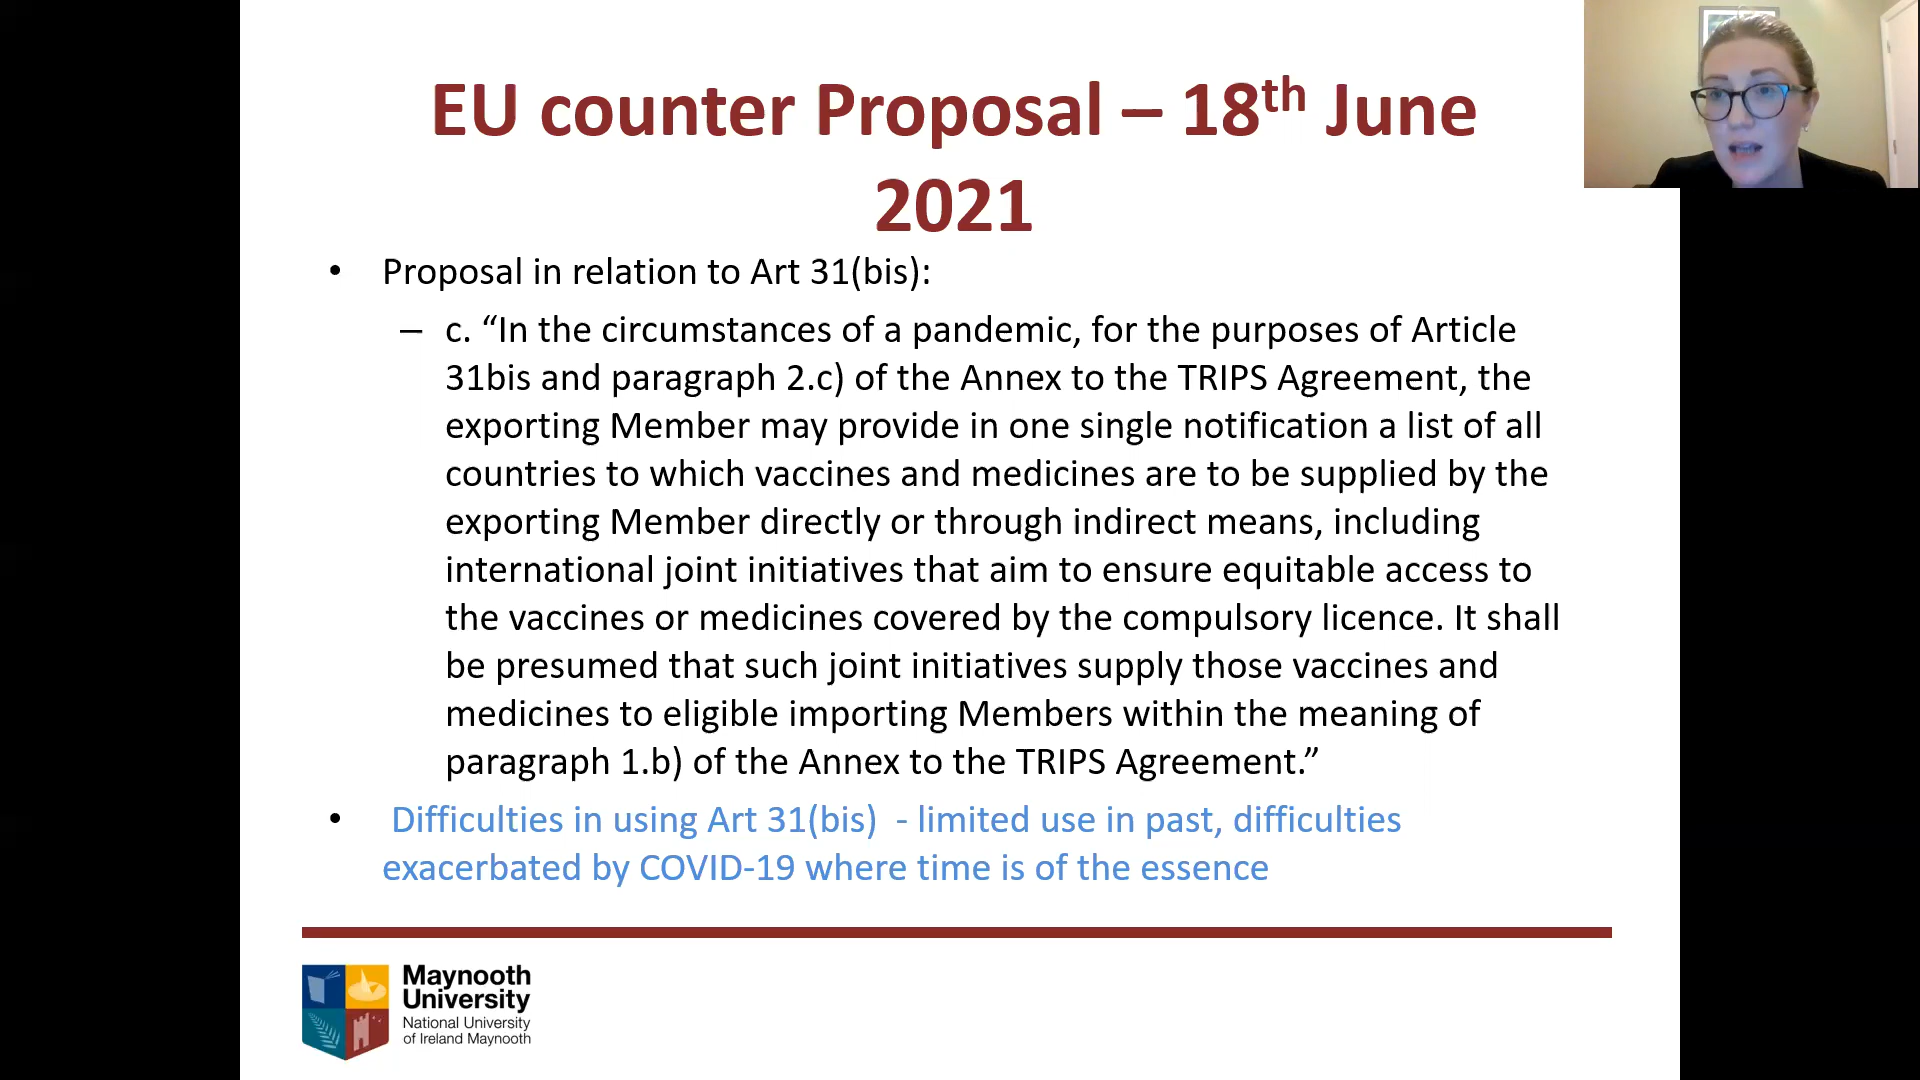 EU counter Proposal – 18th June
2021
• Proposal in relation to Art 31(bis):
– c. “In the circumstances of a pandemic, for the purposes of Article
31bis and paragraph 2.c) of the Annex to the TRIPS Agreement, the
exporting Member may provide in one single notification a list of all
countries to which vaccines and medicines are to be supplied by the
exporting Member directly or through indirect means, including
international joint initiatives that aim to ensure equitable access to
the vaccines or medicines covered by the compulsory licence. It shall
be presumed that such joint initiatives supply those vaccines and
medicines to eligible importing Members within the meaning of
paragraph 1.b) of the Annex to the TRIPS Agreement.”
• Difficulties in using Art 31(bis) - limited use in past, difficulties
exacerbated by COVID-19 where time is of the essence
Maynooth
University
National University
of Ireland Maynooth